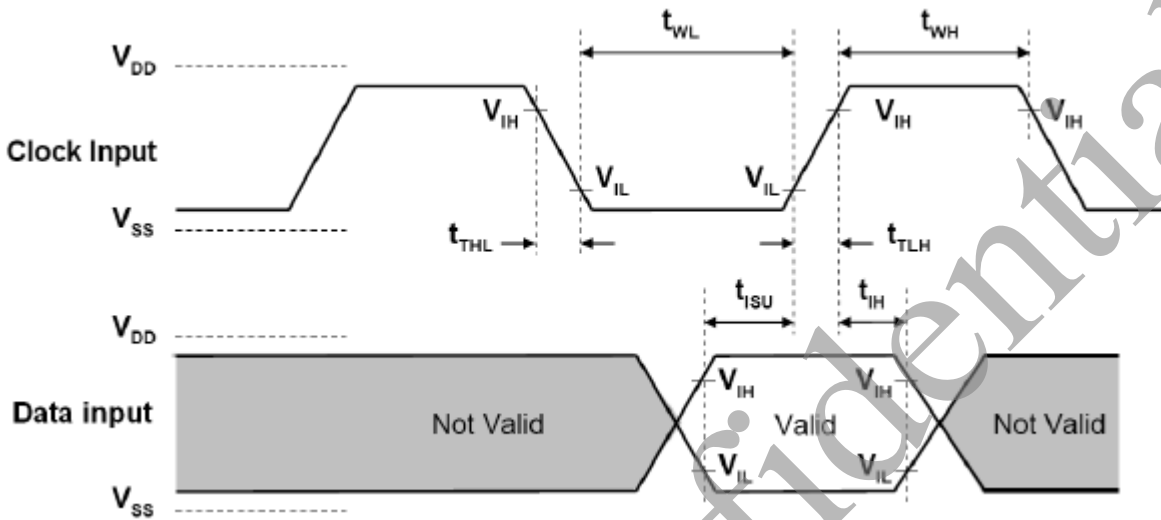 t_WL t_WH
V_DD
V_IH V_IH V_IH
Clock Input
V_IL V_IL
V_SS
t_THL t_TLH
t_ISU t_IH
V_DD
V_IH V_IH
Data input Not Valid Valid Not Valid
V_IL V_IL
V_SS